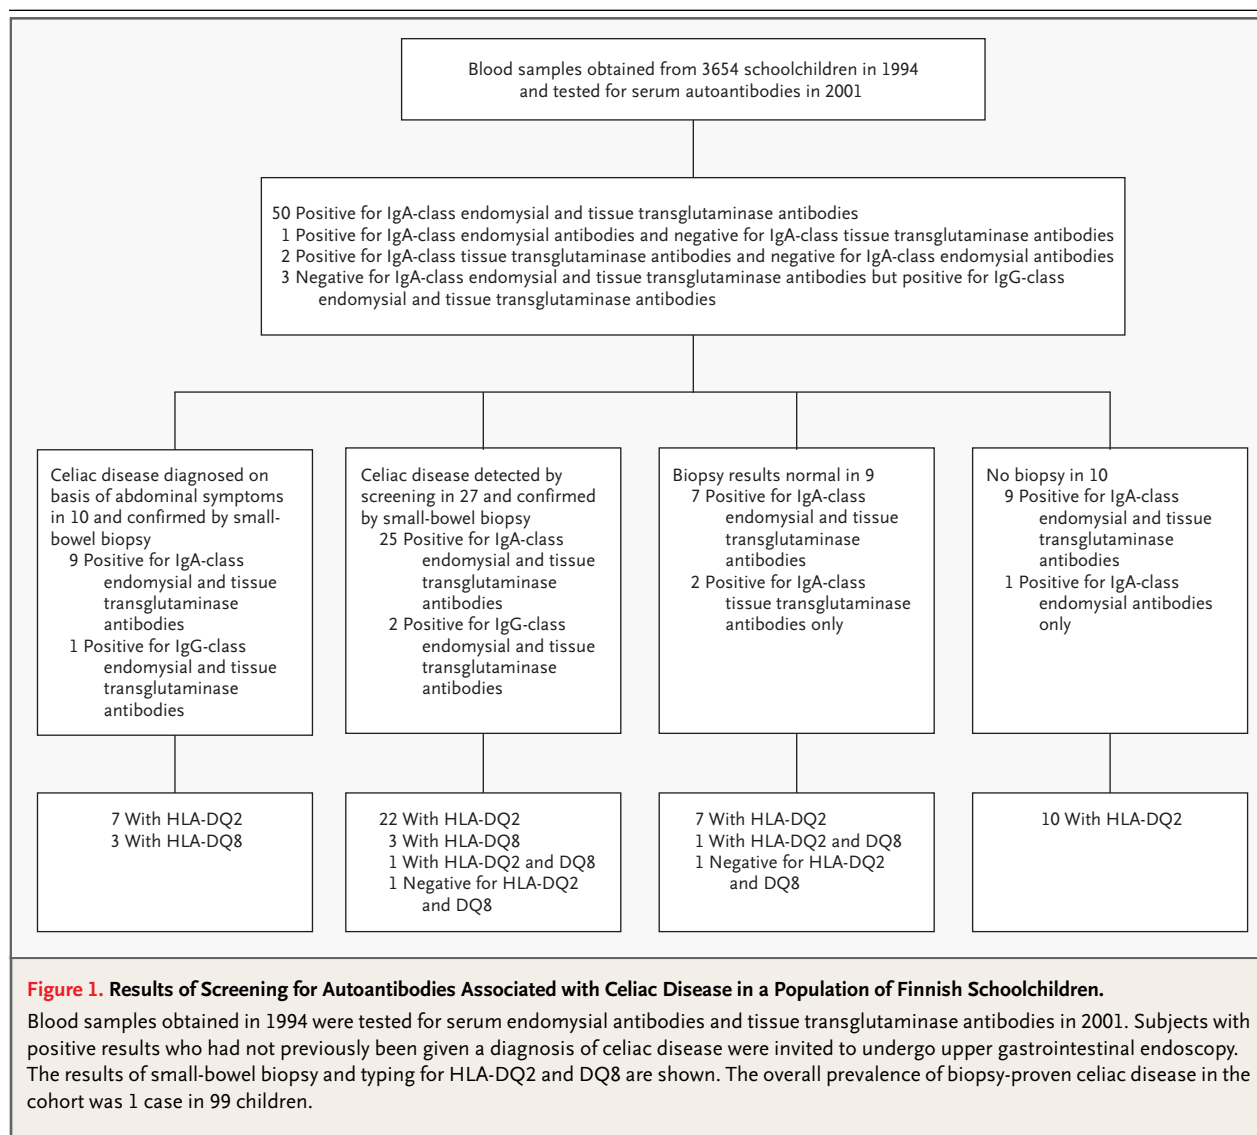 Blood samples obtained from 3654 schoolchildren in 1994
and tested for serum autoantibodies in 2001
50 Positive for IgA-class endomysial and tissue transglutaminase antibodies
1 Positive for IgA-class endomysial antibodies and negative for IgA-class tissue transglutaminase antibodies
2 Positive for IgA-class tissue transglutaminase antibodies and negative for IgA-class endomysial antibodies
3 Negative for IgA-class endomysial and tissue transglutaminase antibodies but positive for IgG-class
endomysial and tissue transglutaminase antibodies
Celiac disease diagnosed on
basis of abdominal symptoms
in 10 and confirmed by small-
bowel biopsy
9 Positive for IgA-class
endomysial and tissue
transglutaminase
antibodies
1 Positive for IgG-class
endomysial and tissue
transglutaminase
antibodies
Celiac disease detected by
screening in 27 and confirmed
by small-bowel biopsy
25 Positive for IgA-class
endomysial and tissue
transglutaminase
antibodies
2 Positive for IgG-class
endomysial and tissue
transglutaminase
antibodies
Biopsy results normal in 9
7 Positive for IgA-class
endomysial and tissue
transglutaminase
antibodies
2 Positive for IgA-class
tissue transglutaminase
antibodies only
No biopsy in 10
9 Positive for IgA-class
endomysial and tissue
transglutaminase
antibodies
1 Positive for IgA-class
endomysial antibodies
only
7 With HLA-DQ2
3 With HLA-DQ8
22 With HLA-DQ2
3 With HLA-DQ8
1 With HLA-DQ2 and DQ8
1 Negative for HLA-DQ2
and DQ8
7 With HLA-DQ2
1 With HLA-DQ2 and DQ8
1 Negative for HLA-DQ2
and DQ8
10 With HLA-DQ2
Figure 1. Results of Screening for Autoantibodies Associated with Celiac Disease in a Population of Finnish Schoolchildren.
Blood samples obtained in 1994 were tested for serum endomysial antibodies and tissue transglutaminase antibodies in 2001. Subjects with
positive results who had not previously been given a diagnosis of celiac disease were invited to undergo upper gastrointestinal endoscopy.
The results of small-bowel biopsy and typing for HLA-DQ2 and DQ8 are shown. The overall prevalence of biopsy-proven celiac disease in the
cohort was 1 case in 99 children.